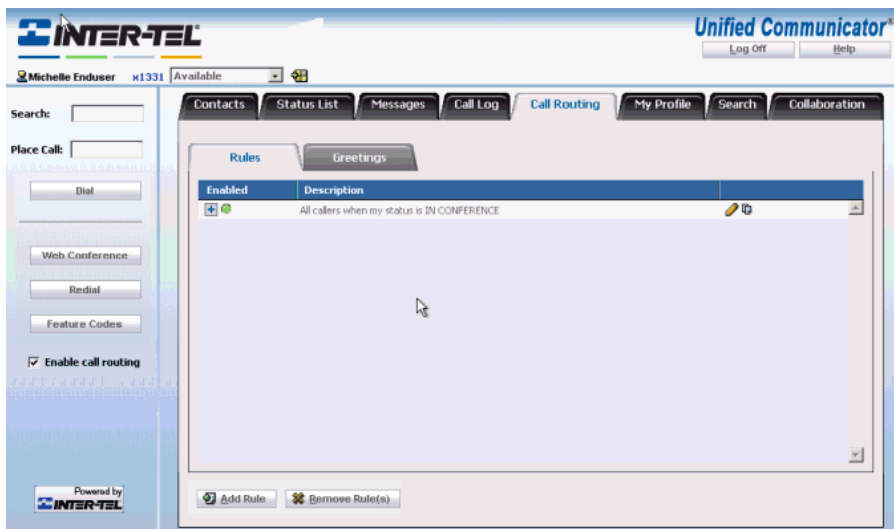 INTER-TEL
Unified Communicator®
Log Off Help
Michelle Enduser x1331 Available
Contacts Status List Messages Call Log Call Routing My Profile Search Collaboration
Search:
Place Call:
Dial
Web Conference
Redial
Feature Codes
Enable call routing
Powered by
INTER-TEL
Rules Greetings
Enabled Description
All callers when my status is IN CONFERENCE
Add Rule Remove Rule(s)